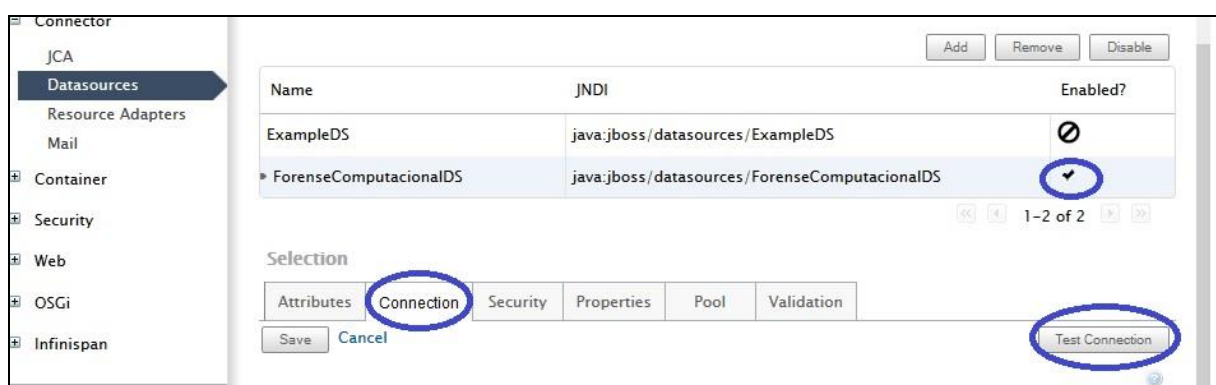 Connector
JCA
Datasources
Resource Adapters
Mail
Container
Security
Web
OSGi
Infinispan
Add Remove Disable
Name JNDI Enabled?
ExampleDS java:jboss/datasources/ExampleDS
ForenseComputacionalDS java:jboss/datasources/ForenseComputacionalDS
1-2 of 2
Selection
Attributes Connection Security Properties Pool Validation
Save Cancel Test Connection